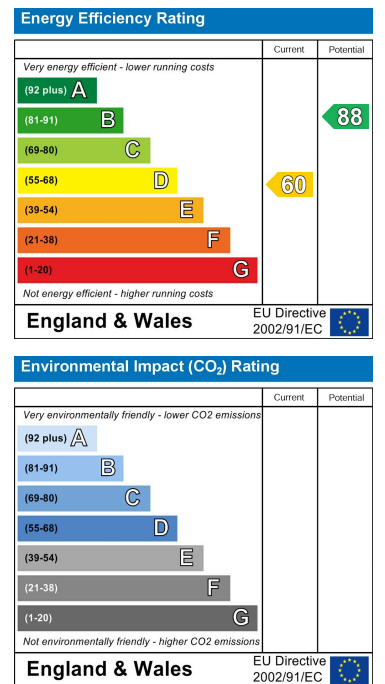 Energy Efficiency Rating
Current Potential
Very energy efficient - lower running costs
(92 plus) A
(81-91) B
88
(69-80) C
(55-68) D
60
(39-54) E
(21-38) F
(1-20) G
Not energy efficient - higher running costs
England & Wales
EU Directive
2002/91/EC
Environmental Impact (CO₂) Rating
Current Potential
Very environmentally friendly - lower CO2 emissions
(92 plus) A
(81-91) B
(69-80) C
(55-68) D
(39-54) E
(21-38) F
(1-20) G
Not environmentally friendly - higher CO2 emissions
England & Wales
EU Directive
2002/91/EC